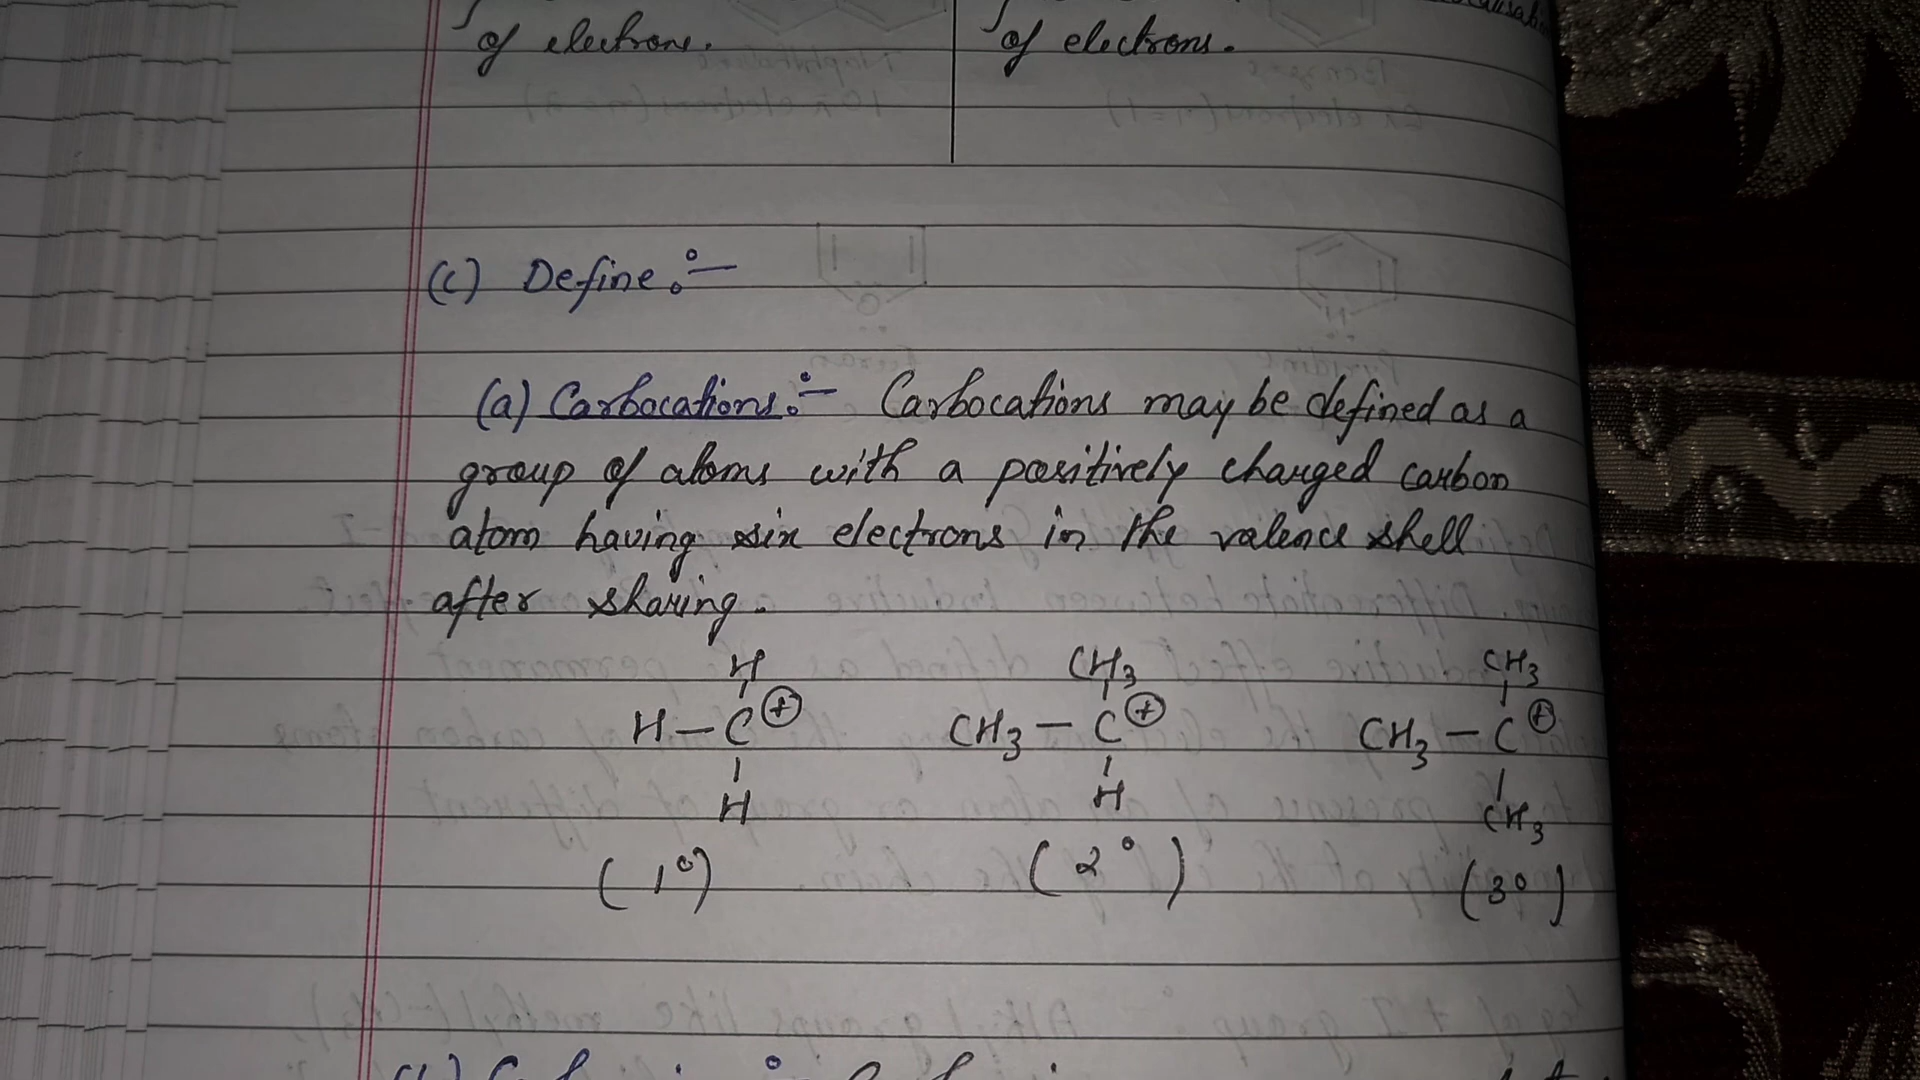 of electrons. of electrons.
(c) Define :-
(a) Carbocations :- Carbocations may be defined as a
group of atoms with a positively charged carbon
atom having six electrons in the valence shell
after sharing.
H CH3 CH3
H - C⊕ CH3 - C⊕ CH3 - C⊕
H H CH3
(1°) (2°) (3°)